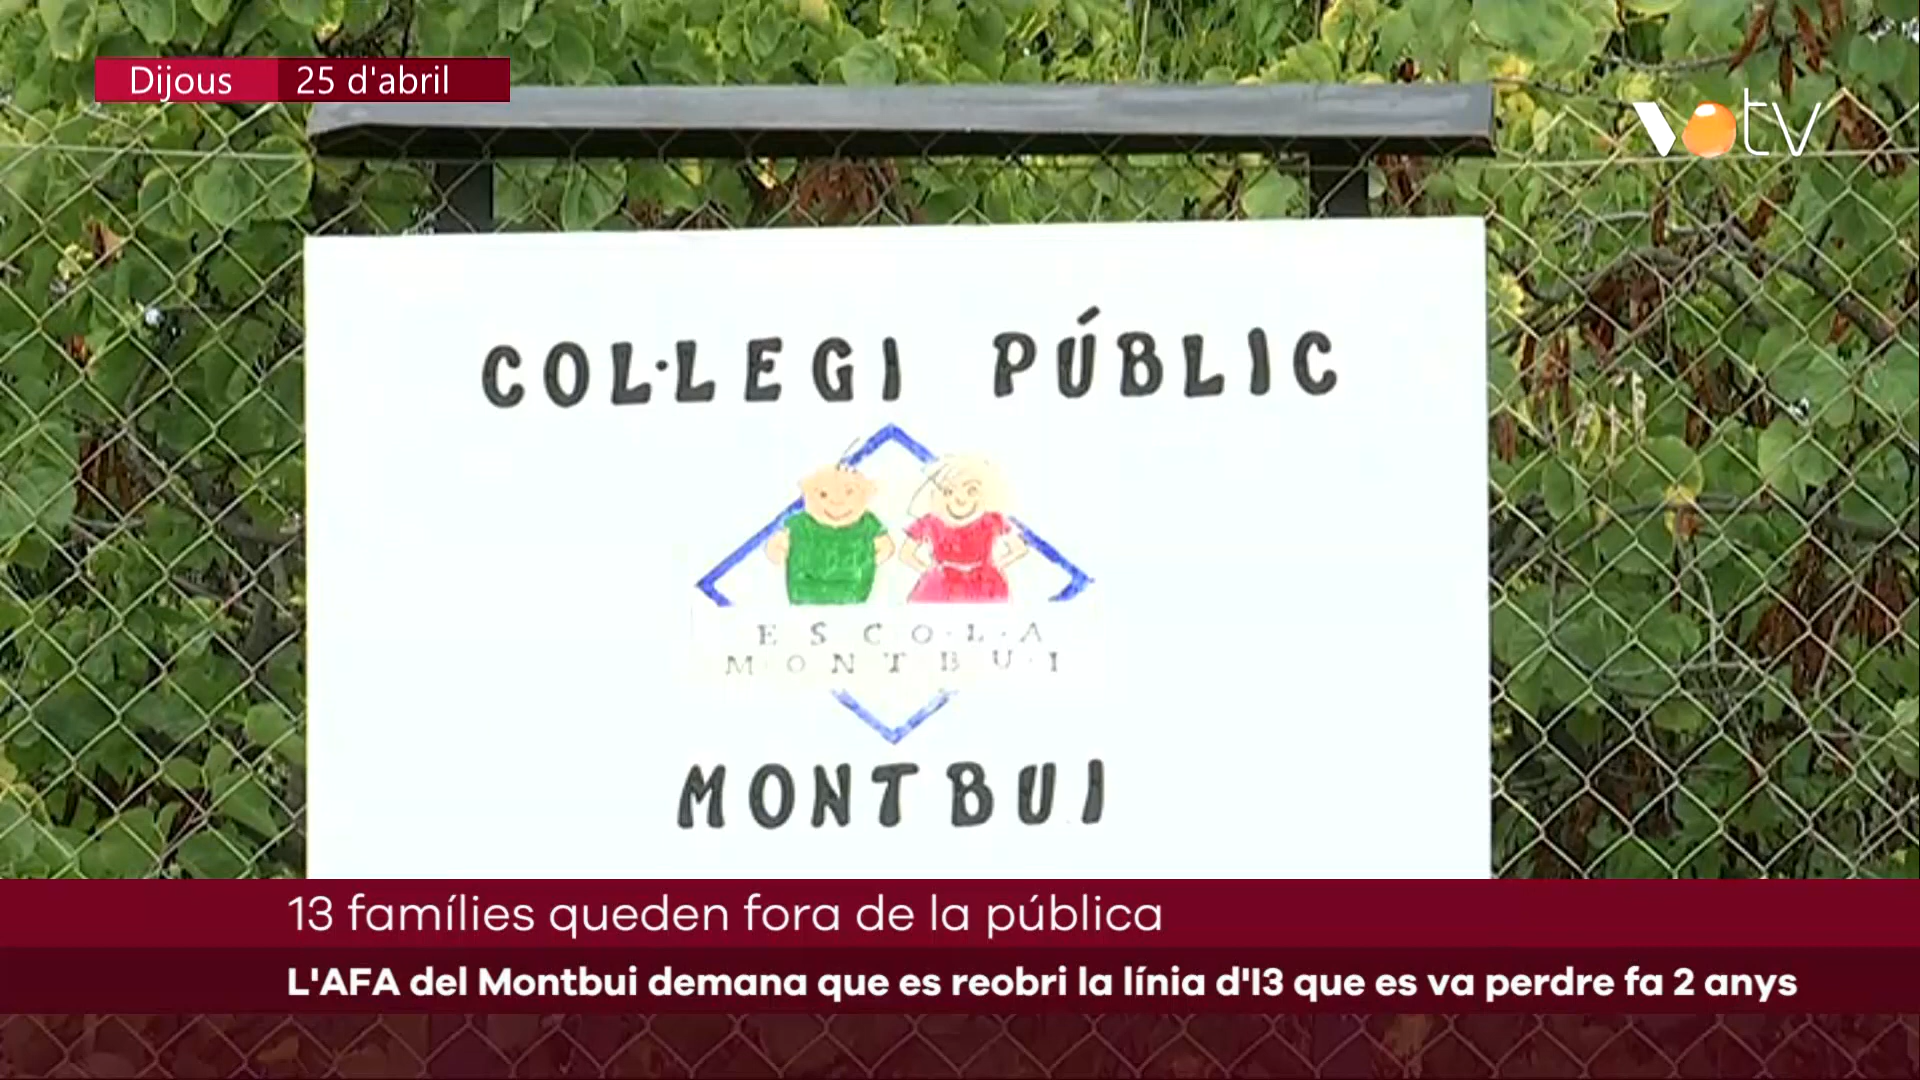 Dijous 25 d'abril
votv
COL·LEGI PÚBLIC
ESCOLA
MONTBUI
MONTBUI
13 famílies queden fora de la pública
L'AFA del Montbui demana que es reobri la línia d'I3 que es va perdre fa 2 anys